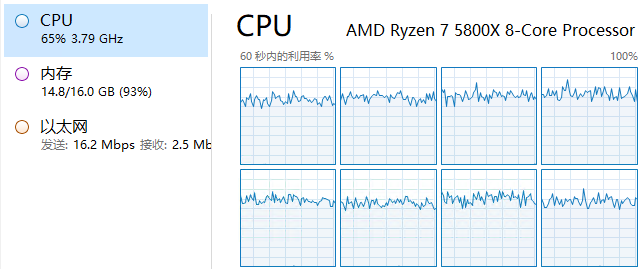 CPU
65% 3.79 GHz
内存
14.8/16.0 GB (93%)
以太网
发送: 16.2 Mbps 接收: 2.5 Mb
CPU
AMD Ryzen 7 5800X 8-Core Processor
60 秒内的利用率 %
100%